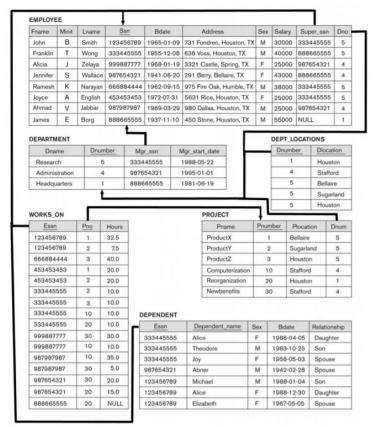 EMPLOYEE
Fname Minit Lname Ssn Bdate Address Sex Salary Super_ssn Dno
John B Smith 123456789 1965-01-09 731 Fondren, Houston, TX M 30000 333445555 5
Franklin T Wong 333445555 1955-12-08 638 Voss, Houston, TX M 40000 888665555 5
Alicia J Zelaya 999887777 1968-01-19 3321 Castle, Spring, TX F 25000 987654321 4
Jennifer S Wallace 987654321 1941-06-20 291 Berry, Bellaire, TX F 43000 888665555 4
Ramesh K Narayan 666884444 1962-09-15 975 Fire Oak, Humble, TX M 38000 333445555 5
Joyce A English 453453453 1972-07-31 5631 Rice, Houston, TX F 25000 333445555 5
Ahmad V Jabbar 987987987 1969-03-29 980 Dallas, Houston, TX M 25000 987654321 4
James E Borg 888665555 1937-11-10 450 Stone, Houston, TX M 55000 NULL 1
DEPARTMENT
Dname Dnumber Mgr_ssn Mgr_start_date
Research 5 333445555 1988-05-22
Administration 4 987654321 1995-01-01
Headquarters 1 888665555 1981-06-19
DEPT_LOCATIONS
Dnumber Dlocation
1 Houston
4 Stafford
5 Bellaire
5 Sugarland
5 Houston
WORKS_ON
Essn Pno Hours
123456789 1 32.5
123456789 2 7.5
666884444 3 40.0
453453453 1 20.0
453453453 2 20.0
333445555 2 10.0
333445555 3 10.0
333445555 10 10.0
333445555 20 10.0
999887777 30 30.0
999887777 10 10.0
987987987 10 35.0
987987987 30 5.0
987654321 30 20.0
987654321 20 15.0
888665555 20 NULL
PROJECT
Pname Pnumber Plocation Dnum
ProductX 1 Bellaire 5
ProductY 2 Sugarland 5
ProductZ 3 Houston 5
Computerization 10 Stafford 4
Reorganization 20 Houston 1
Newbenefits 30 Stafford 4
DEPENDENT
Essn Dependent_name Sex Bdate Relationship
333445555 Alice F 1986-04-05 Daughter
333445555 Theodore M 1983-10-25 Son
333445555 Joy F 1958-05-03 Spouse
987654321 Abner M 1942-02-28 Spouse
123456789 Michael M 1988-01-04 Son
123456789 Alice F 1988-12-30 Daughter
123456789 Elizabeth F 1967-05-05 Spouse